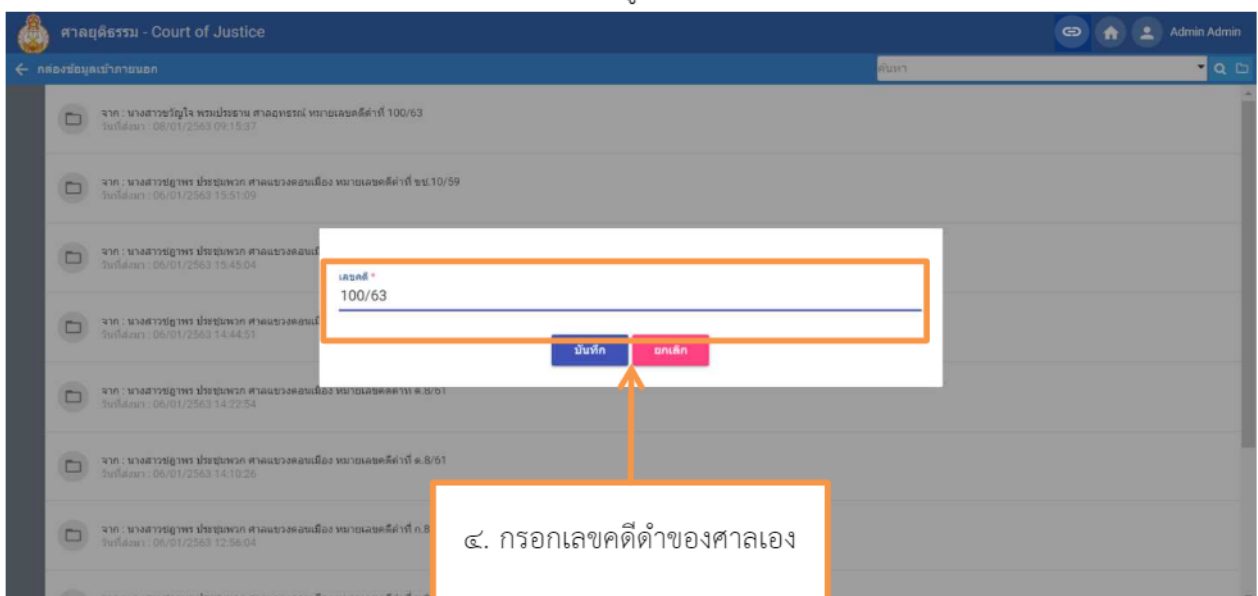 ศาลยุติธรรม - Court of Justice
Admin Admin
กล่องข้อมูลเข้าภายนอก
ค้นหา
จาก : นางสาวขวัญใจ พรมประธาน ศาลอุทธรณ์ หมายเลขคดีดำที่ 100/63
วันที่ส่งมา : 08/01/2563 09:15:37
จาก : นางสาวชฎาพร ประชุมพวก ศาลแขวงดอนเมือง หมายเลขคดีดำที่ ขช.10/59
วันที่ส่งมา : 06/01/2563 15:51:09
จาก : นางสาวชฎาพร ประชุมพวก ศาลแขวงดอนเมือง
วันที่ส่งมา : 06/01/2563 15:45:04
เลขคดี *
100/63
จาก : นางสาวชฎาพร ประชุมพวก ศาลแขวงดอนเมือง
วันที่ส่งมา : 06/01/2563 14:44:51
บันทึก
ยกเลิก
จาก : นางสาวชฎาพร ประชุมพวก ศาลแขวงดอนเมือง หมายเลขคดีดำที่ ต.8/61
วันที่ส่งมา : 06/01/2563 14:22:54
จาก : นางสาวชฎาพร ประชุมพวก ศาลแขวงดอนเมือง หมายเลขคดีดำที่ ต.8/61
วันที่ส่งมา : 06/01/2563 14:10:26
จาก : นางสาวชฎาพร ประชุมพวก ศาลแขวงดอนเมือง หมายเลขคดีดำที่ ก.8
วันที่ส่งมา : 06/01/2563 12:56:04
๔. กรอกเลขคดีดำของศาลเอง